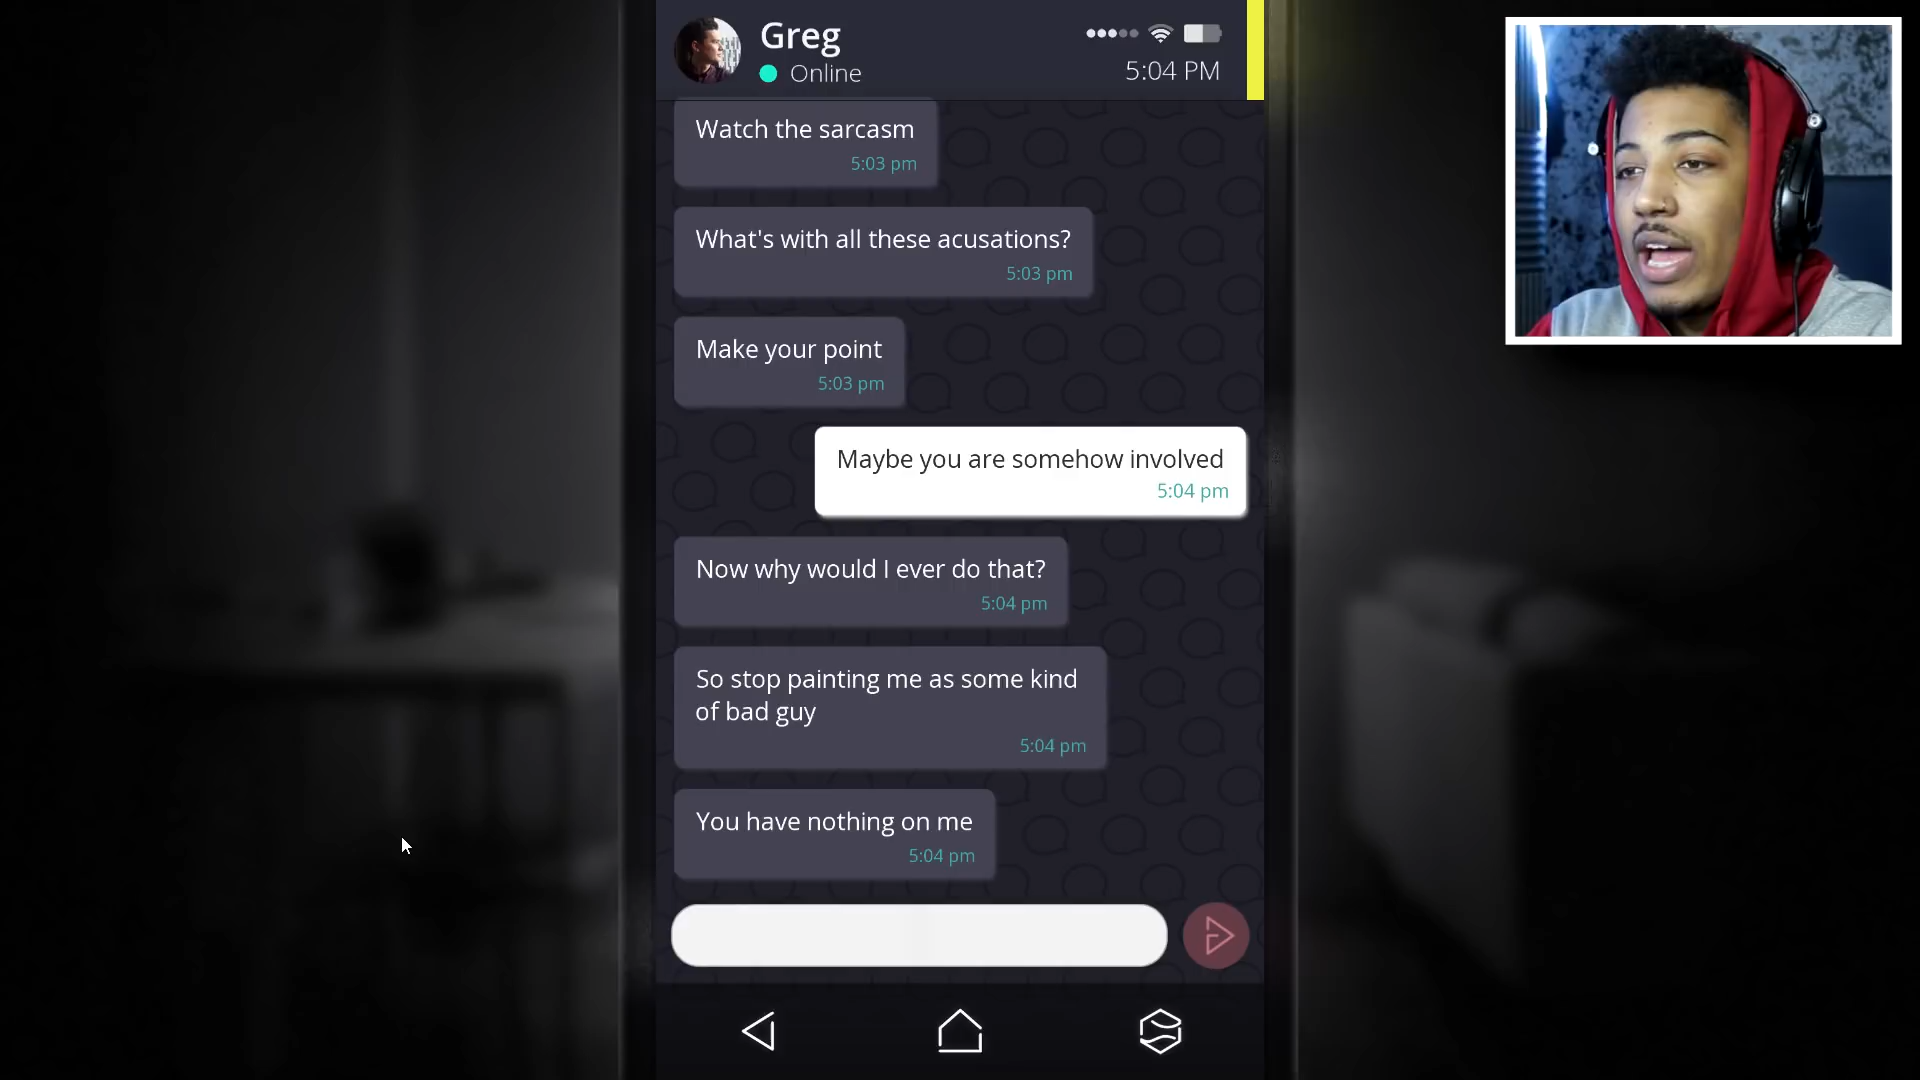 Greg
Online
5:04 PM
Watch the sarcasm
5:03 pm
What's with all these acusations?
5:03 pm
Make your point
5:03 pm
Maybe you are somehow involved
5:04 pm
Now why would I ever do that?
5:04 pm
So stop painting me as some kind
of bad guy
5:04 pm
You have nothing on me
5:04 pm